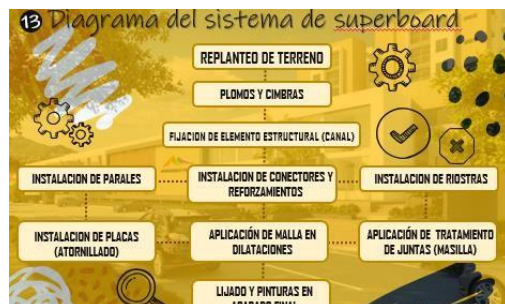 13 Diagrama del sistema de superboard
REPLANTEO DE TERRENO
PLOMOS Y CIMBRAS
FIJACION DE ELEMENTO ESTRUCTURAL (CANAL)
INSTALACION DE PARALES
INSTALACION DE CONECTORES Y
REFORZAMIENTOS
INSTALACION DE RIOSTRAS
INSTALACION DE PLACAS
(ATORNILLADO)
APLICACIÓN DE MALLA EN
DILATACIONES
APLICACIÓN DE TRATAMIENTO
DE JUNTAS (MASILLA)
LIJADO Y PINTURAS EN
ACABADO FINAL